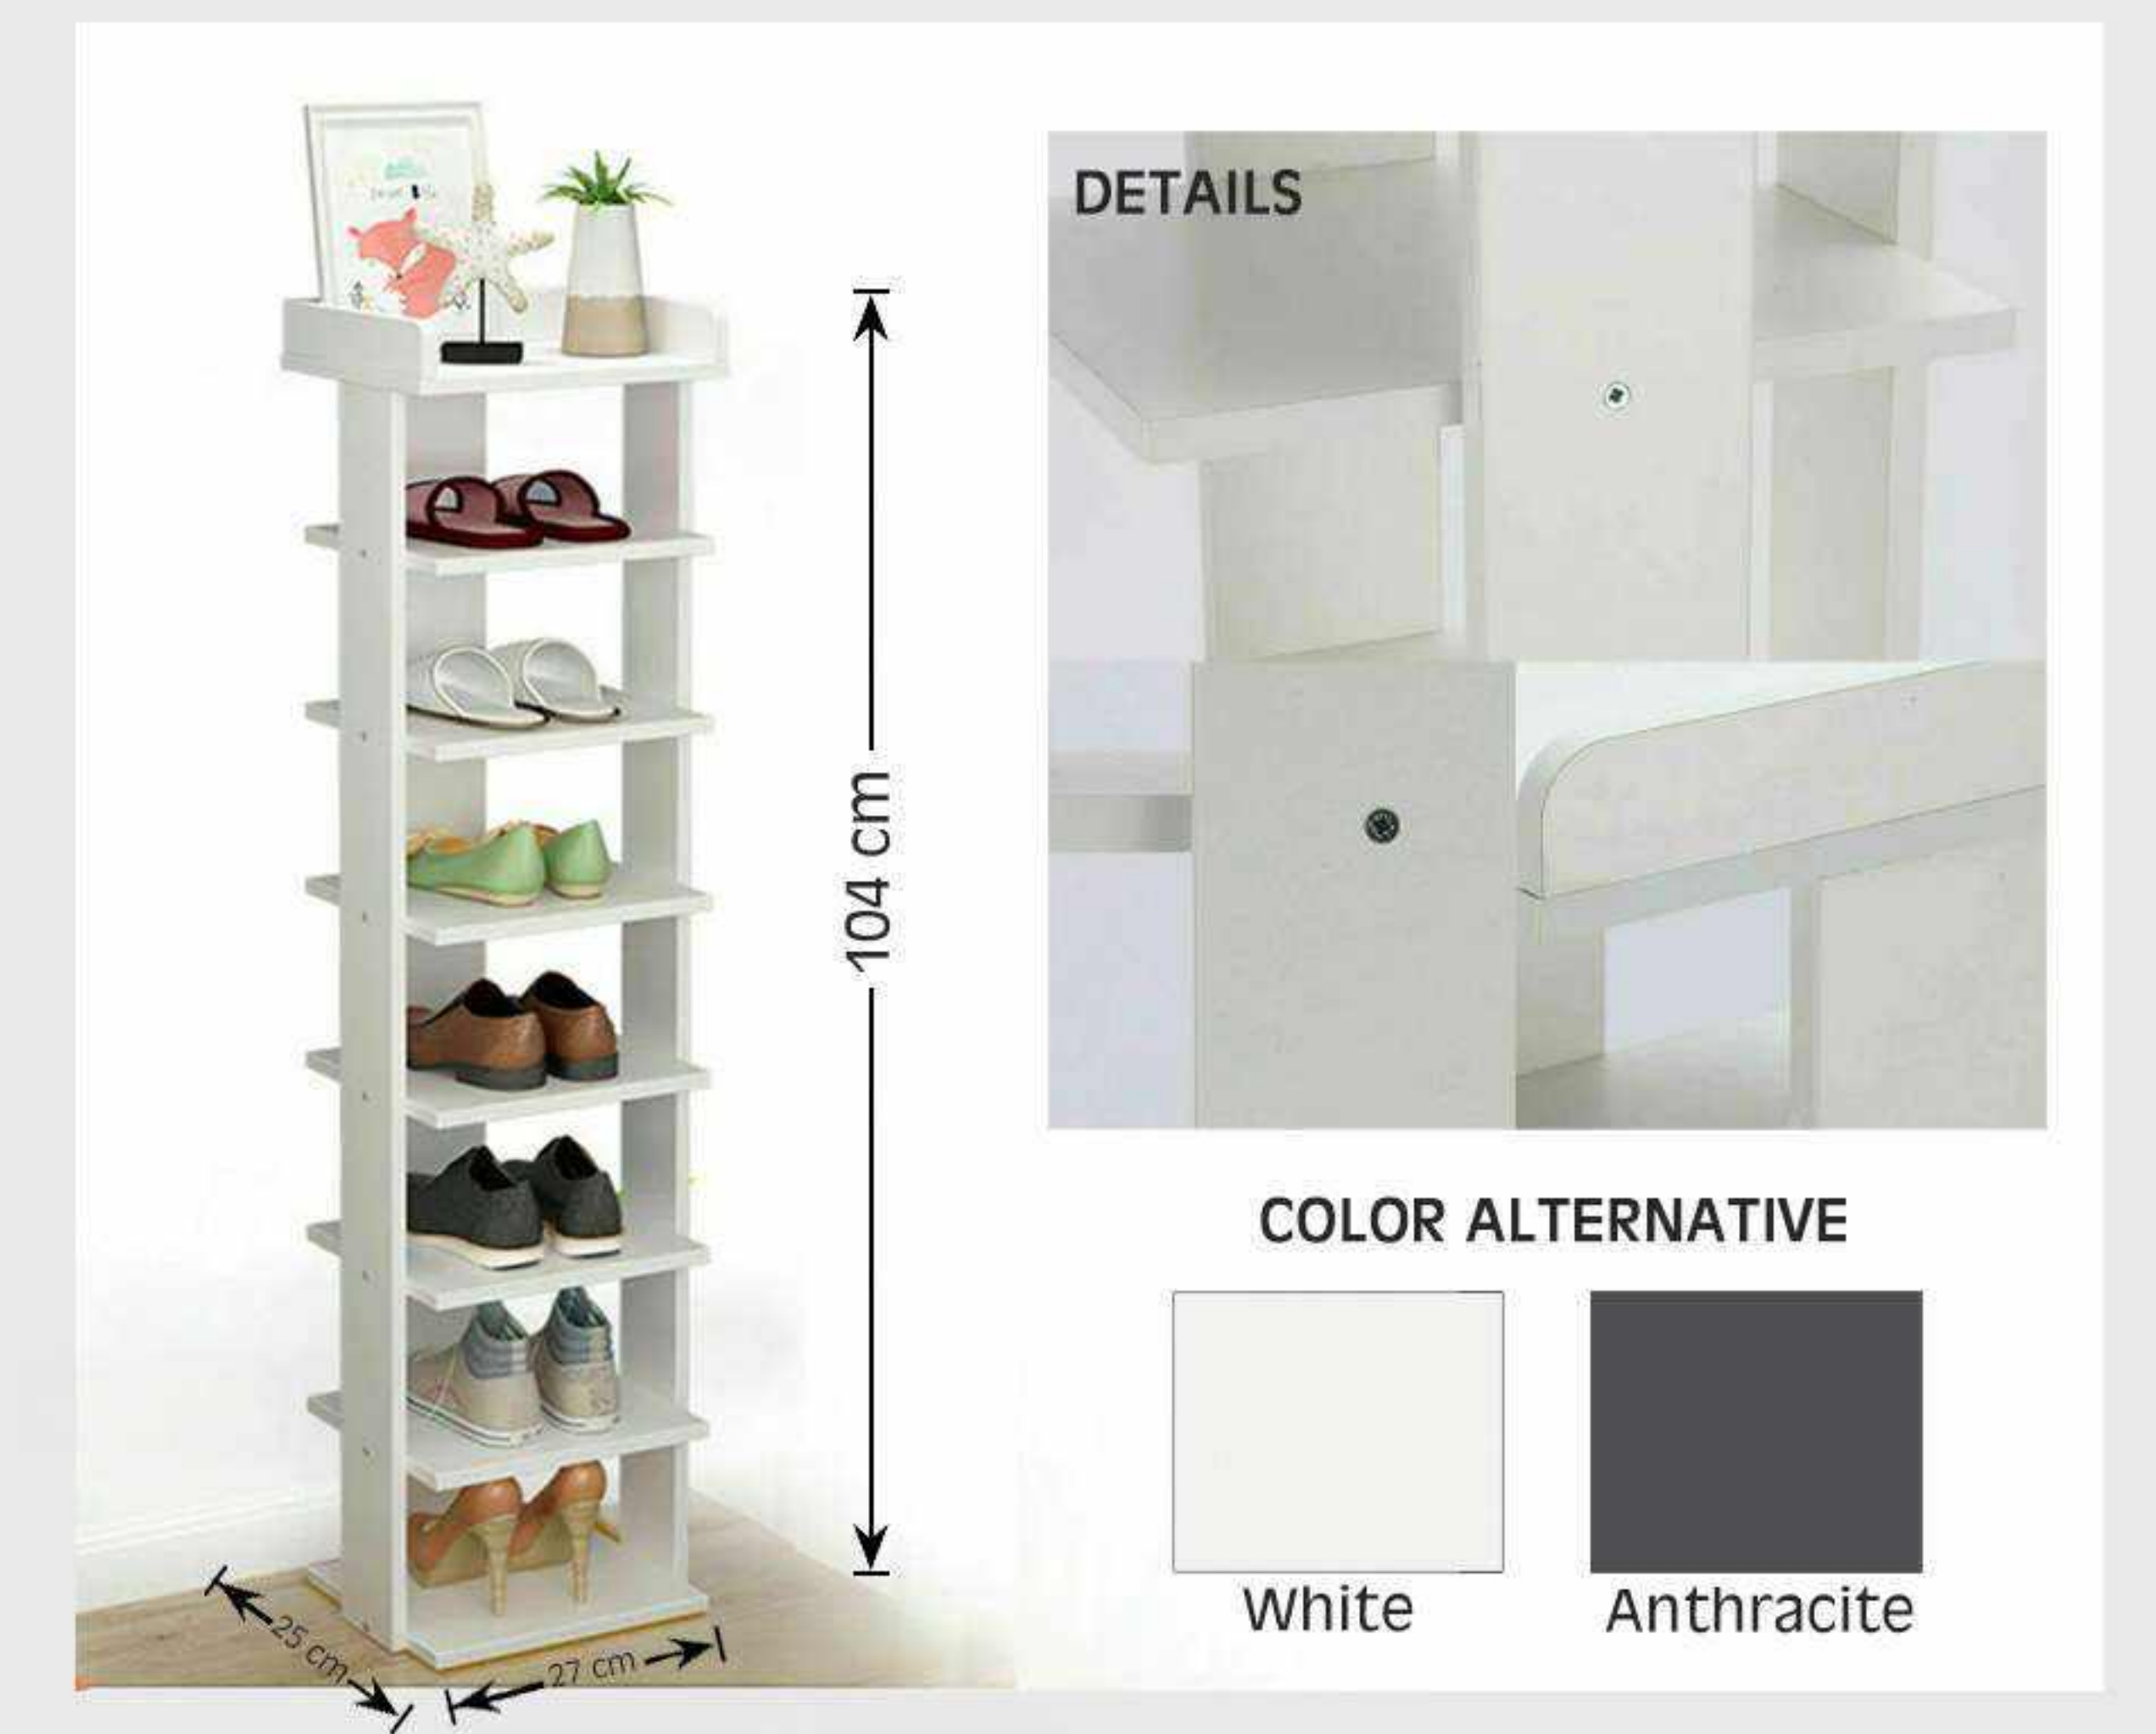 DETAILS
104 cm
25 cm
27 cm
COLOR ALTERNATIVE
White
Anthracite